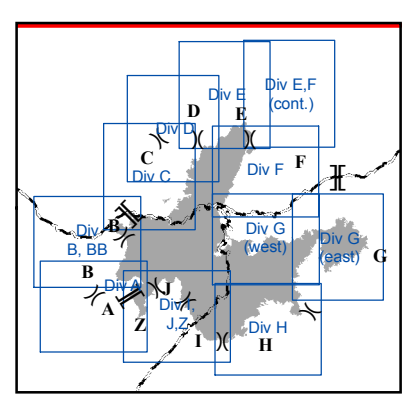 Div E
Div E,F
(cont.)
D
E
Div D
C
Div C
Div F
F
B
Div
B, BB
Div G
(west)
Div G
(east)
G
B
Div A
J
A
Z
Div I,
J,Z
Div H
I
H